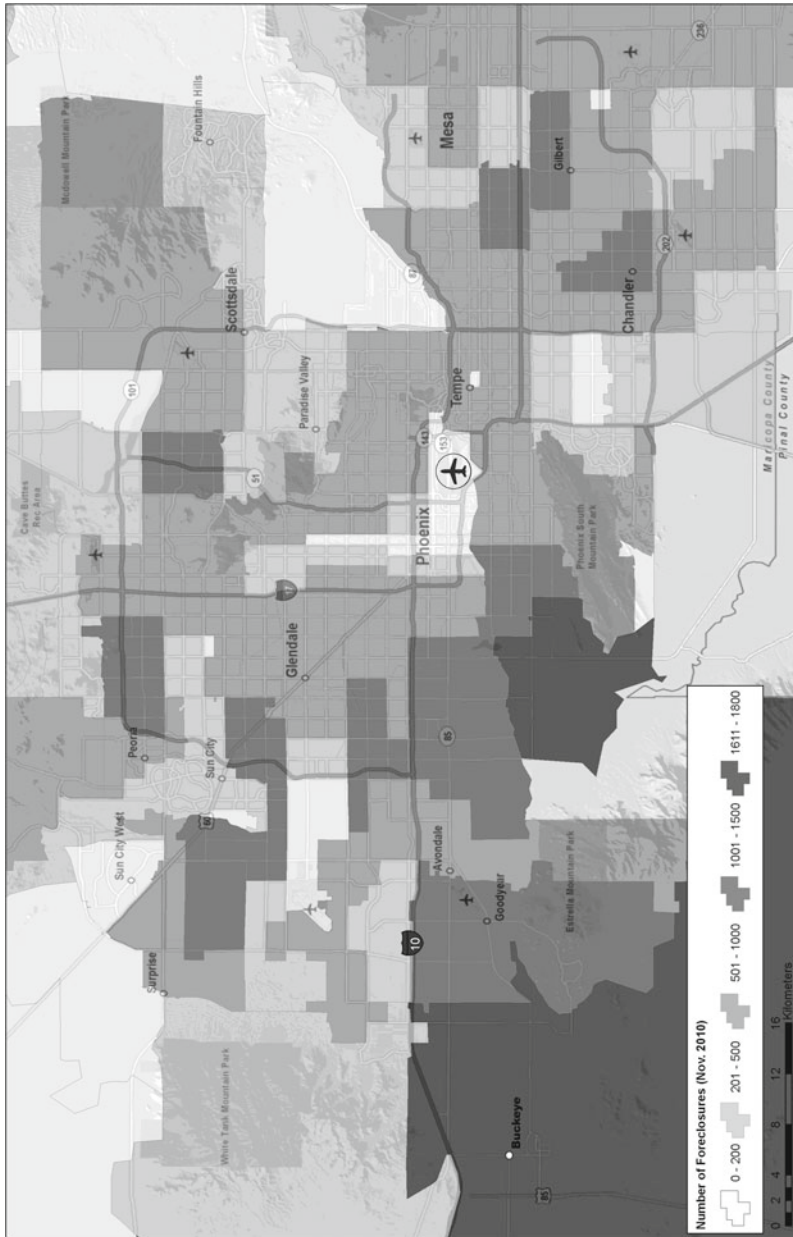 Mcdowell Mountain Park
Fountain Hills
Cave Buttes
Rec Area
101
Scottsdale
51
Paradise Valley
87
Mesa
236
Gilbert
202
Chandler
Tempe
143
153
Phoenix
Phoenix South
Mountain Park
Maricopa County
Pinal County
17
Glendale
Peoria
Sun City
Sun City West
60
Surprise
White Tank Mountain Park
85
Avondale
Goodyear
10
Estrella Mountain Park
Buckeye
85
Number of Foreclosures (Nov. 2010)
0 - 200
201 - 500
501 - 1000
1001 - 1500
1611 - 1800
0 2 4 8 12 16
Kilometers